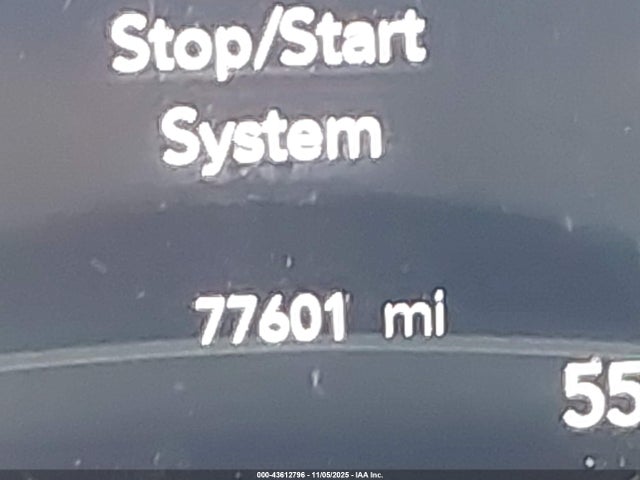 Stop/Start
System
77601 mi
55
000-43612796 - 11/05/2025 - IAA Inc.